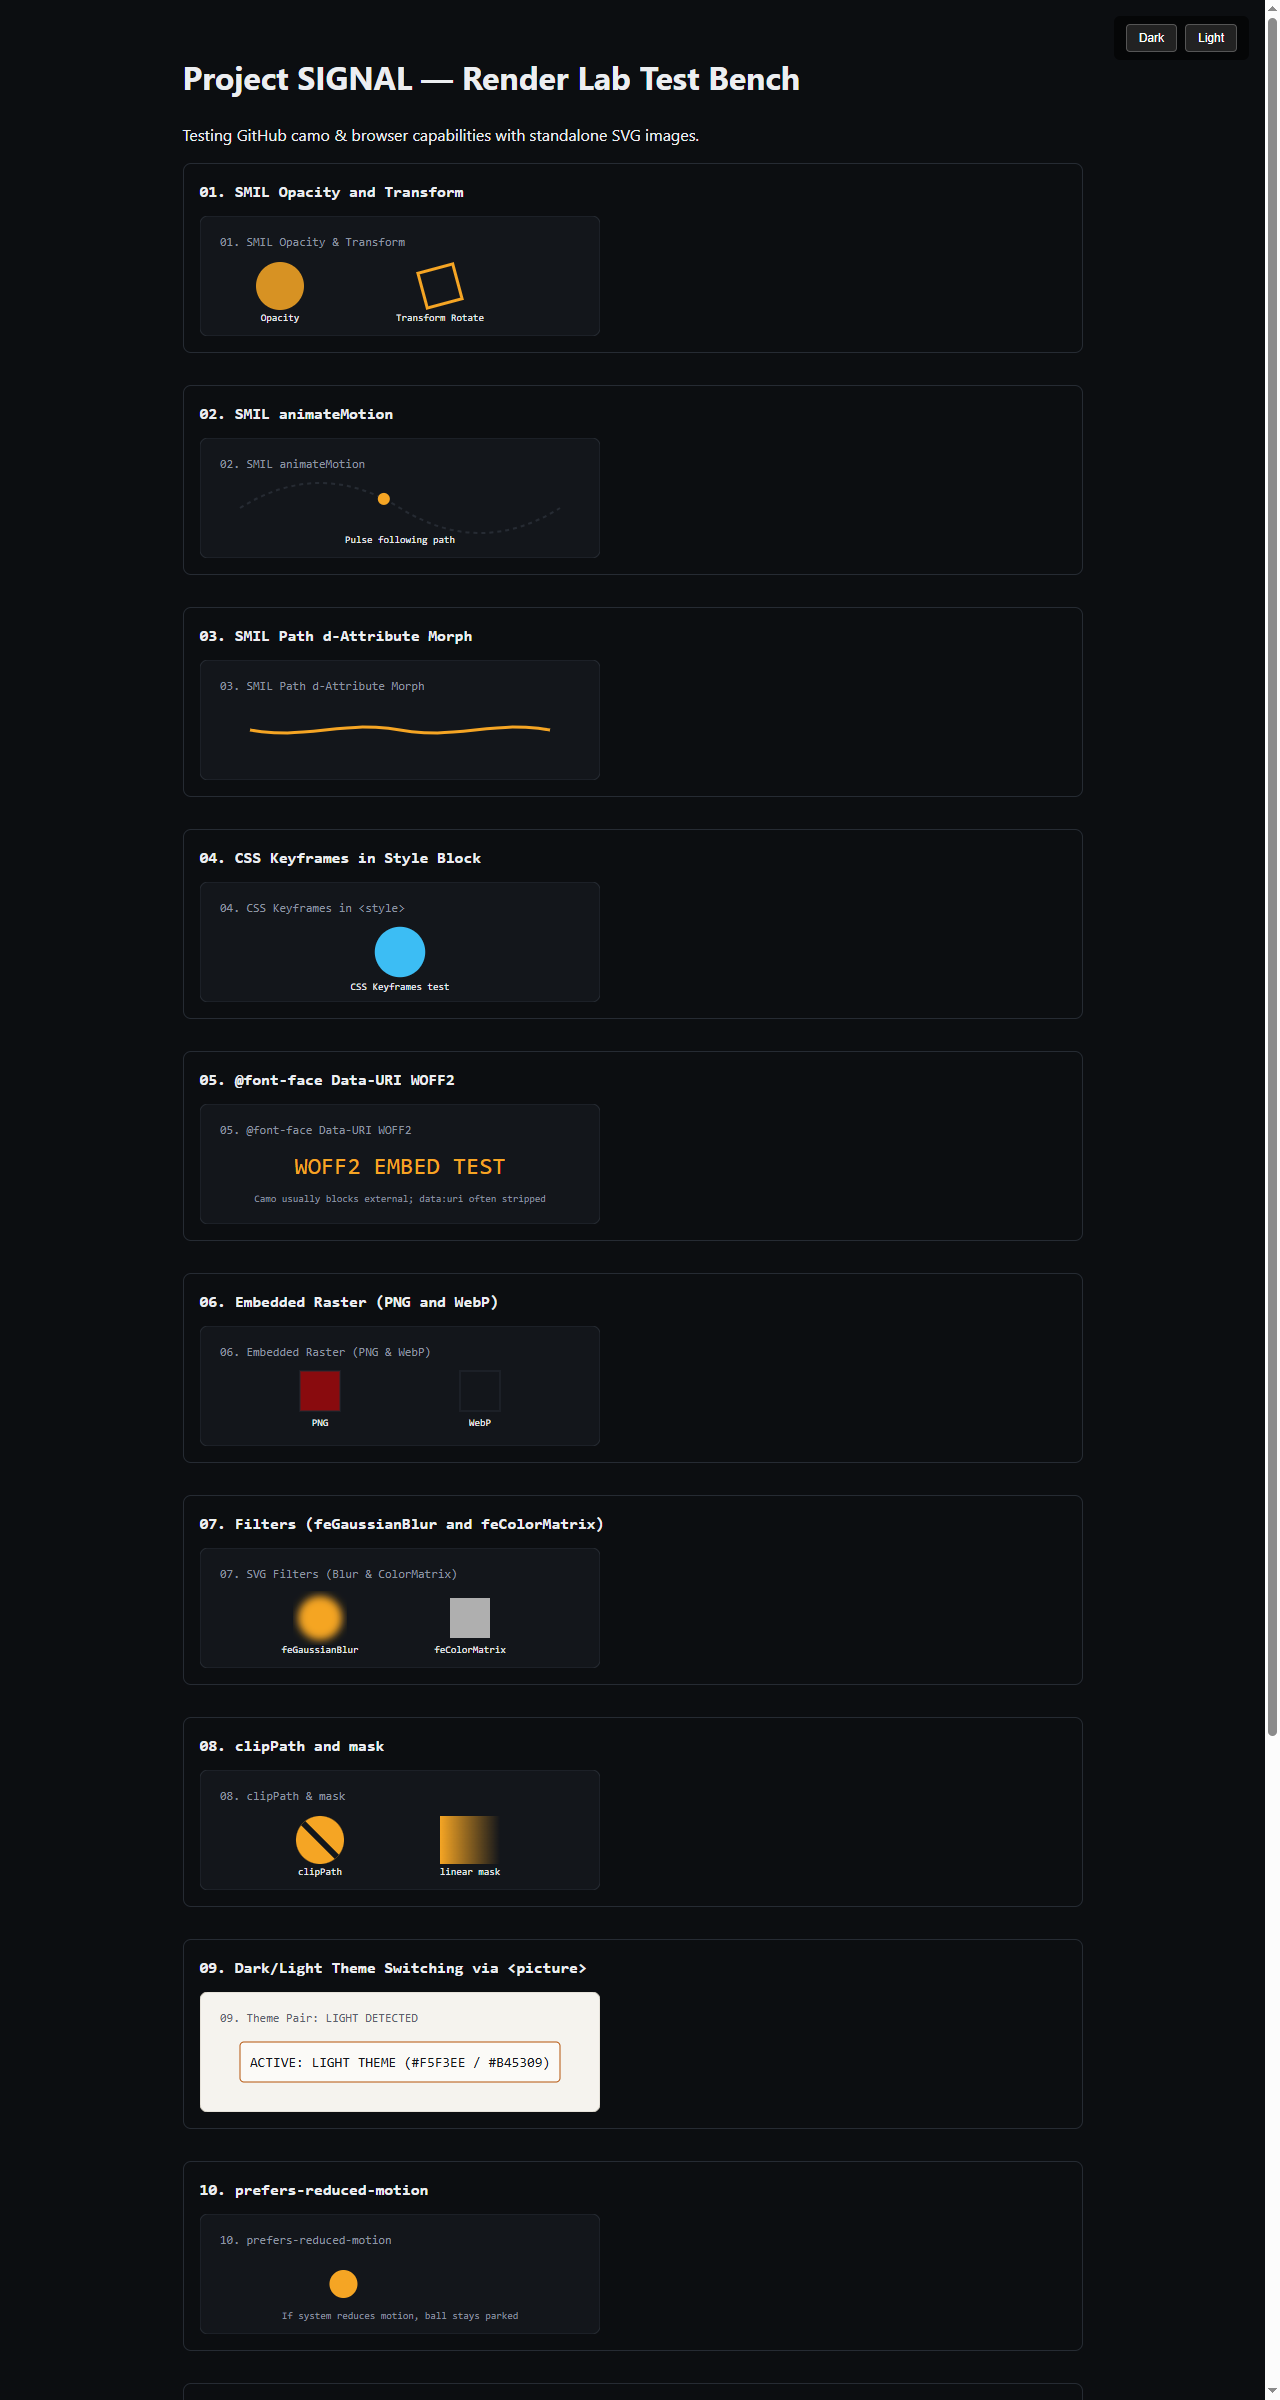 Dark Light
Project SIGNAL — Render Lab Test Bench
Testing GitHub camo & browser capabilities with standalone SVG images.
01. SMIL Opacity and Transform
01. SMIL Opacity & Transform
Opacity Transform Rotate
02. SMIL animateMotion
02. SMIL animateMotion
Pulse following path
03. SMIL Path d-Attribute Morph
03. SMIL Path d-Attribute Morph
04. CSS Keyframes in Style Block
04. CSS Keyframes in <style>
CSS Keyframes test
05. @font-face Data-URI WOFF2
05. @font-face Data-URI WOFF2
WOFF2 EMBED TEST
Camo usually blocks external; data:uri often stripped
06. Embedded Raster (PNG and WebP)
06. Embedded Raster (PNG & WebP)
PNG WebP
07. Filters (feGaussianBlur and feColorMatrix)
07. SVG Filters (Blur & ColorMatrix)
feGaussianBlur feColorMatrix
08. clipPath and mask
08. clipPath & mask
clipPath linear mask
09. Dark/Light Theme Switching via <picture>
09. Theme Pair: LIGHT DETECTED
ACTIVE: LIGHT THEME (#F5F3EE / #B45309)
10. prefers-reduced-motion
10. prefers-reduced-motion
If system reduces motion, ball stays parked